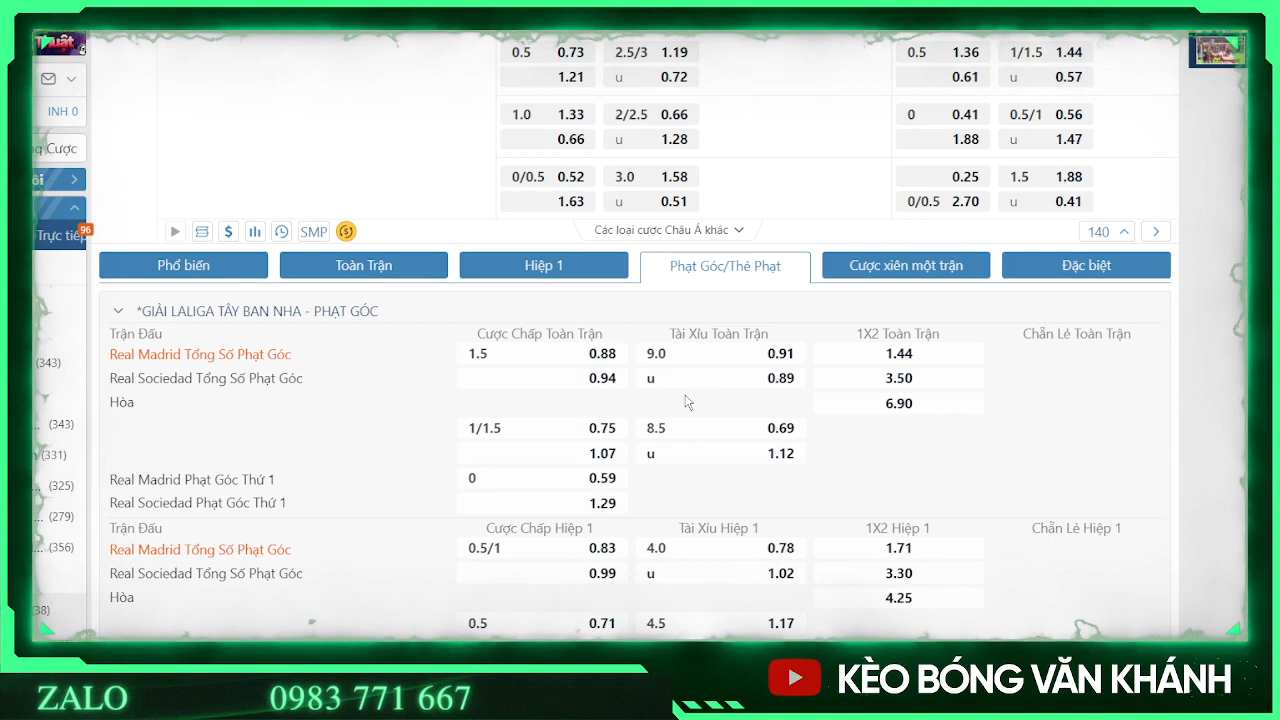 Thuật
0.5 0.73 2.5/3 1.19 0.5 1.36 1/1.5 1.44
1.21 u 0.72 0.61 u 0.57
INH 0
1.0 1.33 2/2.5 0.66 0 0.41 0.5/1 0.56
0.66 u 1.28 1.88 u 1.47
Cược
0/0.5 0.52 3.0 1.58 0.25 1.5 1.88
1.63 u 0.51 0/0.5 2.70 u 0.41
Trực tiếp 96
$ SMP Các loại cược Châu Á khác 140
Phổ biến Toàn Trận Hiệp 1 Phạt Góc/Thẻ Phạt Cược xiên một trận Đặc biệt
*GIẢI LALIGA TÂY BAN NHA - PHẠT GÓC
Trận Đấu Cược Chấp Toàn Trận Tài Xỉu Toàn Trận 1X2 Toàn Trận Chẵn Lẻ Toàn Trận
Real Madrid Tổng Số Phạt Góc 1.5 0.88 9.0 0.91 1.44
(343)
Real Sociedad Tổng Số Phạt Góc 0.94 u 0.89 3.50
Hòa 6.90
... (343) 1/1.5 0.75 8.5 0.69
(331) 1.07 u 1.12
Real Madrid Phạt Góc Thứ 1 0 0.59
... (325)
Real Sociedad Phạt Góc Thứ 1 1.29
... (279)
Trận Đấu Cược Chấp Hiệp 1 Tài Xỉu Hiệp 1 1X2 Hiệp 1 Chẵn Lẻ Hiệp 1
... (356) Real Madrid Tổng Số Phạt Góc 0.5/1 0.83 4.0 0.78 1.71
Real Sociedad Tổng Số Phạt Góc 0.99 u 1.02 3.30
Hòa 4.25
(38)
0.5 0.71 4.5 1.17
KÈO BÓNG VĂN KHÁNH
ZALO 0983 771 667